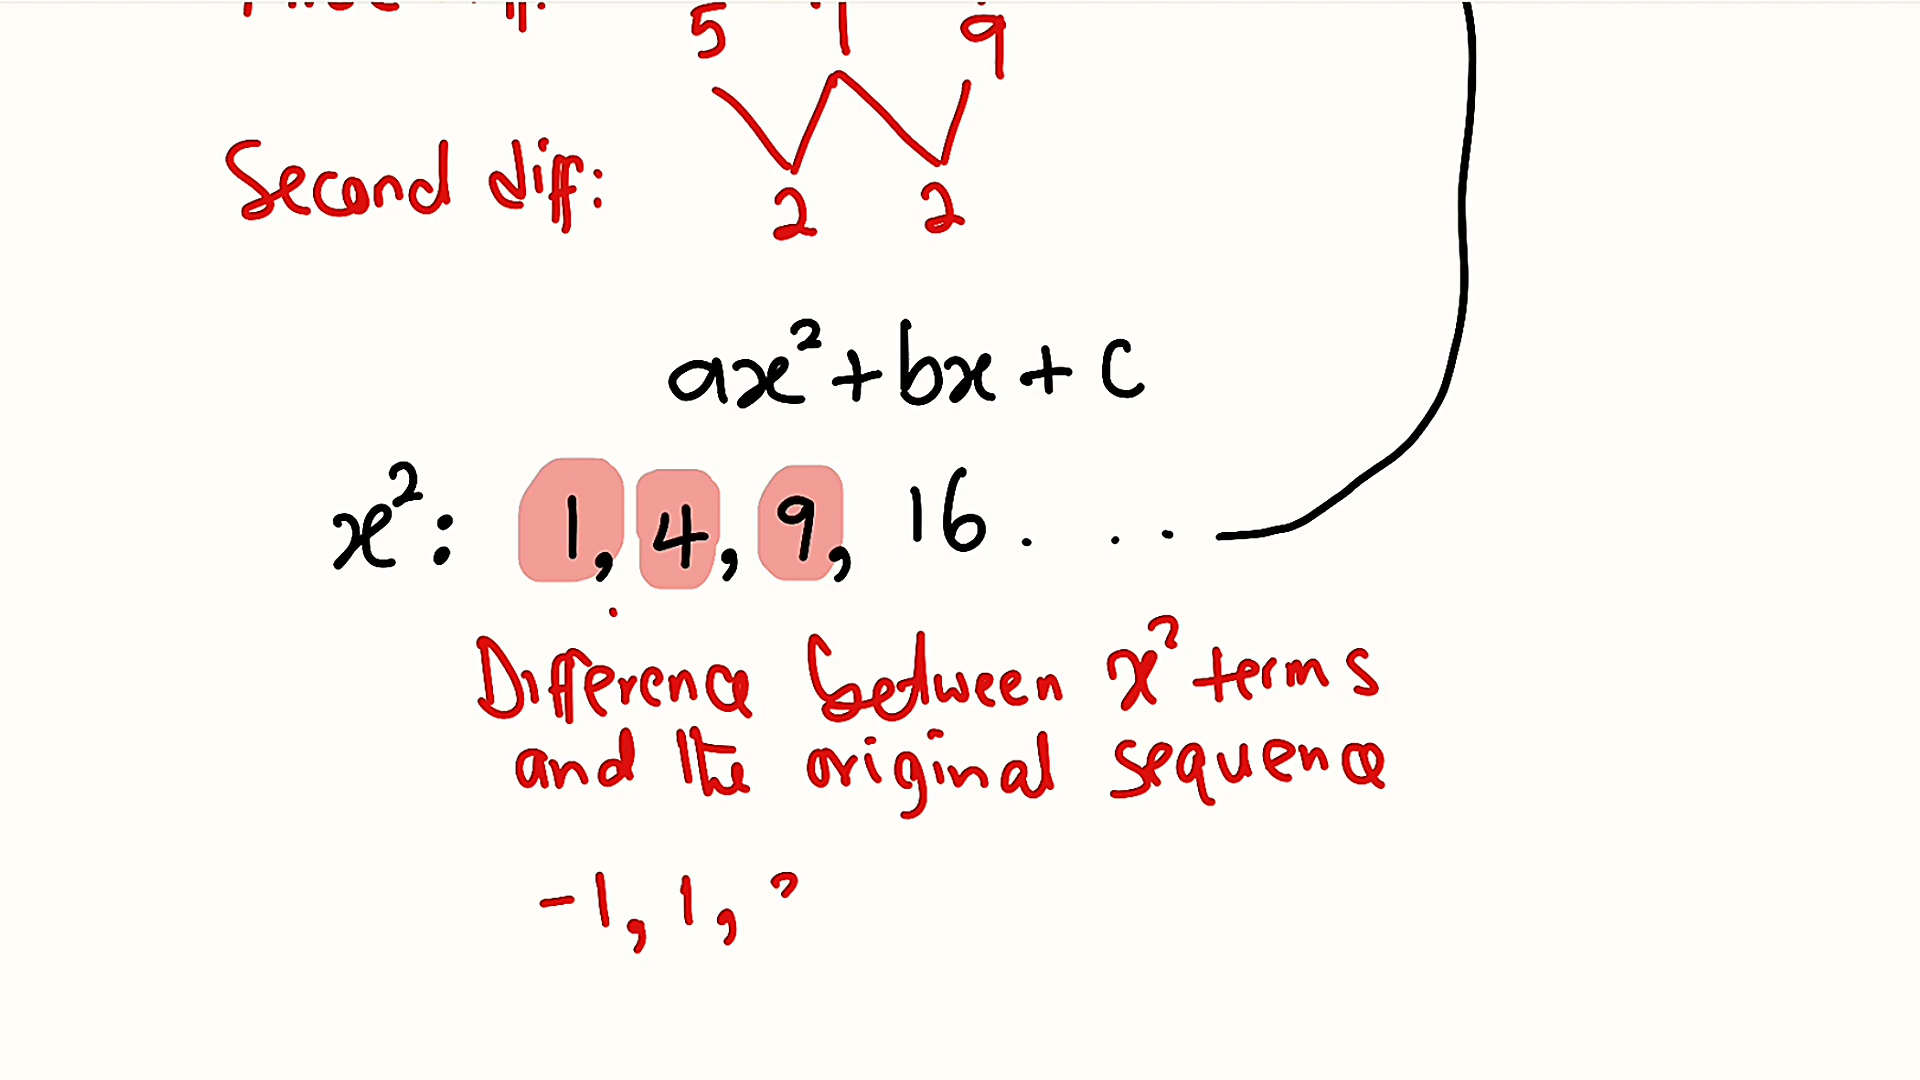 5 7 9
Second diff:
2 2
ax²+bx+c
x²: 1, 4, 9, 16. . .
Difference between x² terms
and the original sequence
-1, 1,